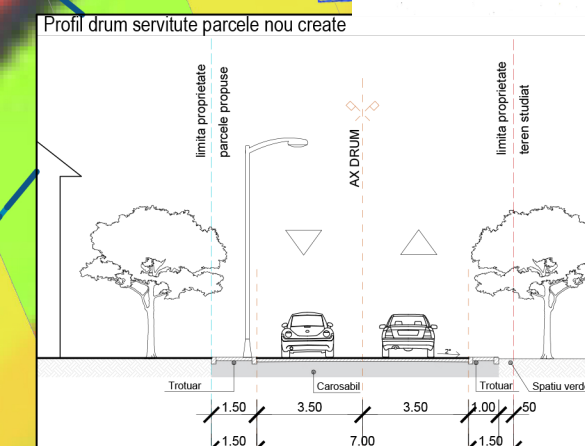 Profil drum servitute parcele nou create
limita proprietate
parcele propuse
AX DRUM
limita proprietate
teren studiat
2°
Trotuar
Carosabil
Trotuar
Spatiu verde
1.50
3.50
3.50
1.00
50
1.50
7.00
1.50